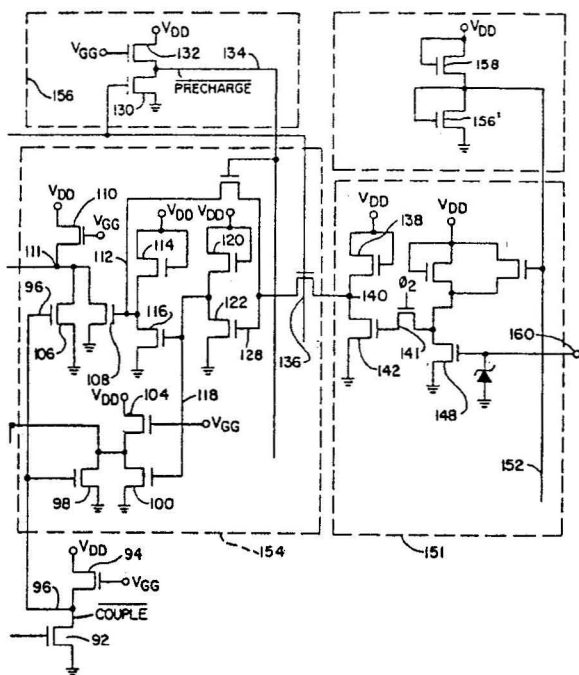 VDD
VGG
132
134
PRECHARGE
130
156
VDD
158
156'
VDD
110
VGG
111
112
VDD
114
VDD
120
96
106
108
116
122
128
118
136
VDD
104
VGG
98
100
154
VDD
138
VDD
140
Ø2
141
142
148
160
152
151
VDD
94
96
VGG
COUPLE
92